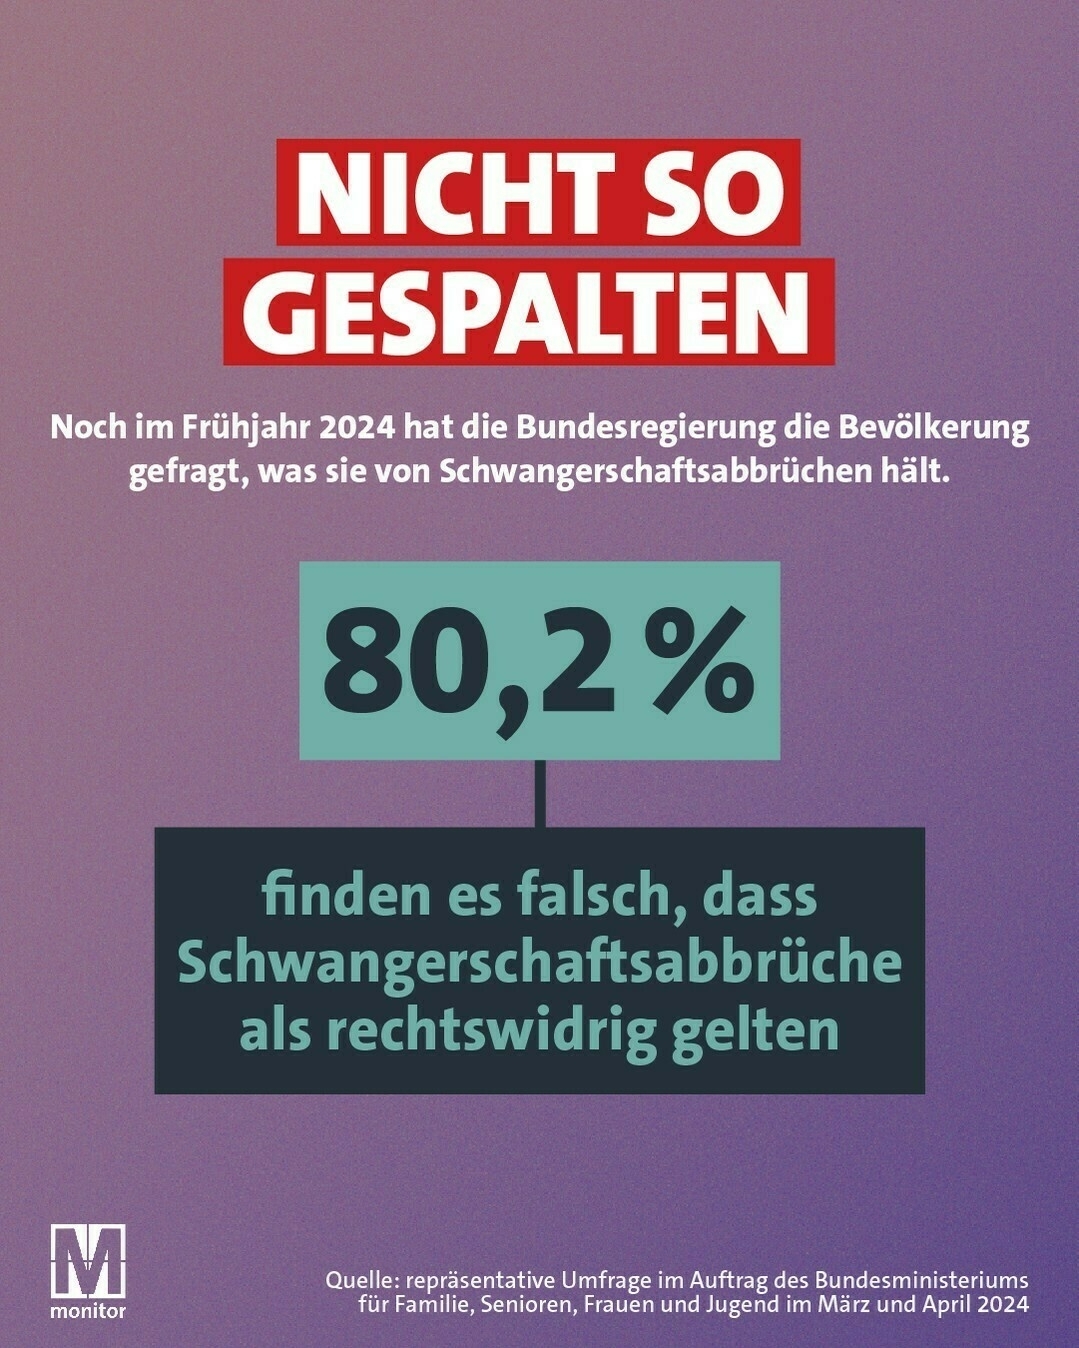 NICHT SO
GESPALTEN
Noch im Frühjahr 2024 hat die Bundesregierung die Bevölkerung
gefragt, was sie von Schwangerschaftsabbrüchen hält.
80,2 %
finden es falsch, dass
Schwangerschaftsabbrüche
als rechtswidrig gelten
M
monitor
Quelle: repräsentative Umfrage im Auftrag des Bundesministeriums
für Familie, Senioren, Frauen und Jugend im März und April 2024